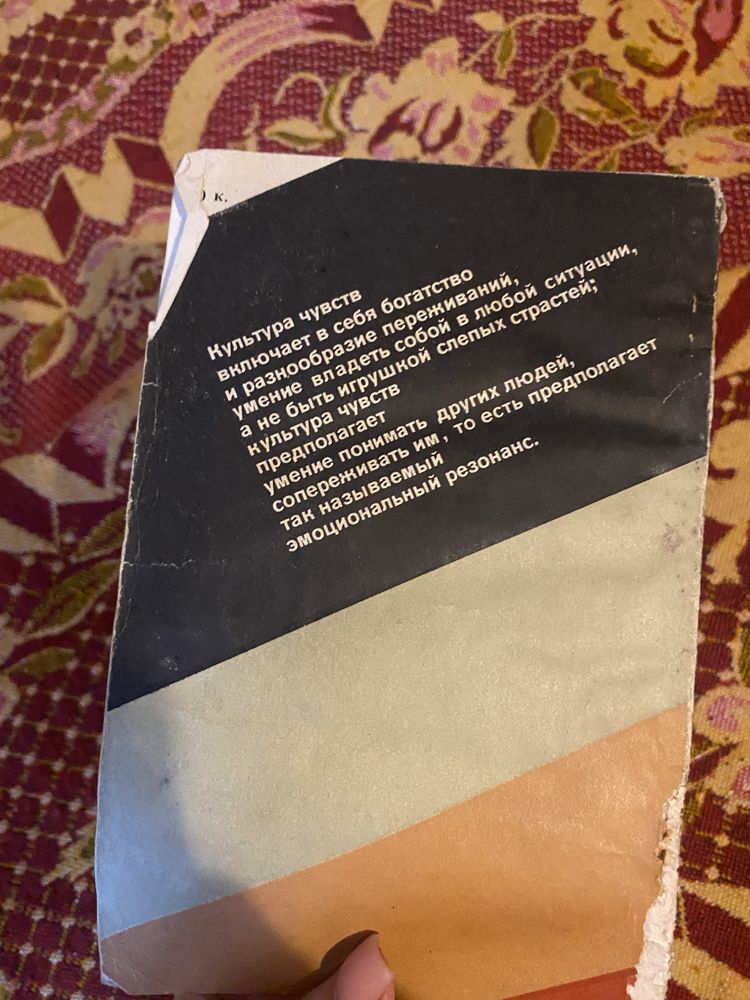 ) к.
Культура чувств
включает в себя богатство
и разнообразие переживаний,
умение владеть собой в любой ситуации,
а не быть игрушкой слепых страстей;
культура чувств
предполагает
умение понимать других людей,
сопереживать им, то есть предполагает
так называемый
эмоциональный резонанс.